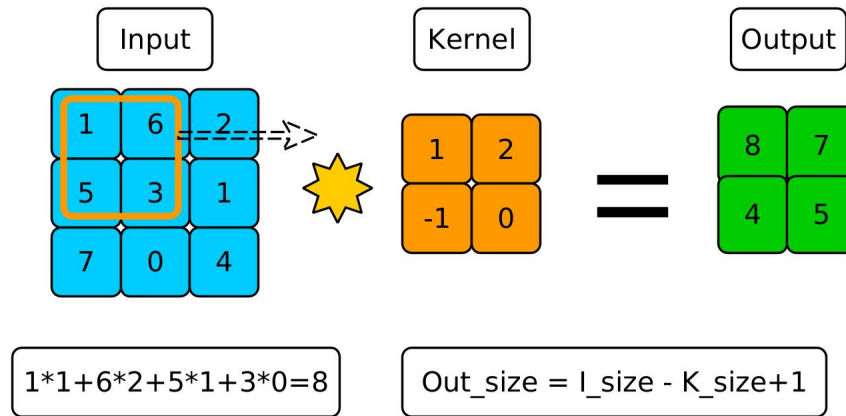 Input
Kernel
Output
1 6 2
5 3 1
7 0 4
1 2
-1 0
8 7
4 5
1*1+6*2+5*1+3*0=8
Out_size = I_size - K_size+1